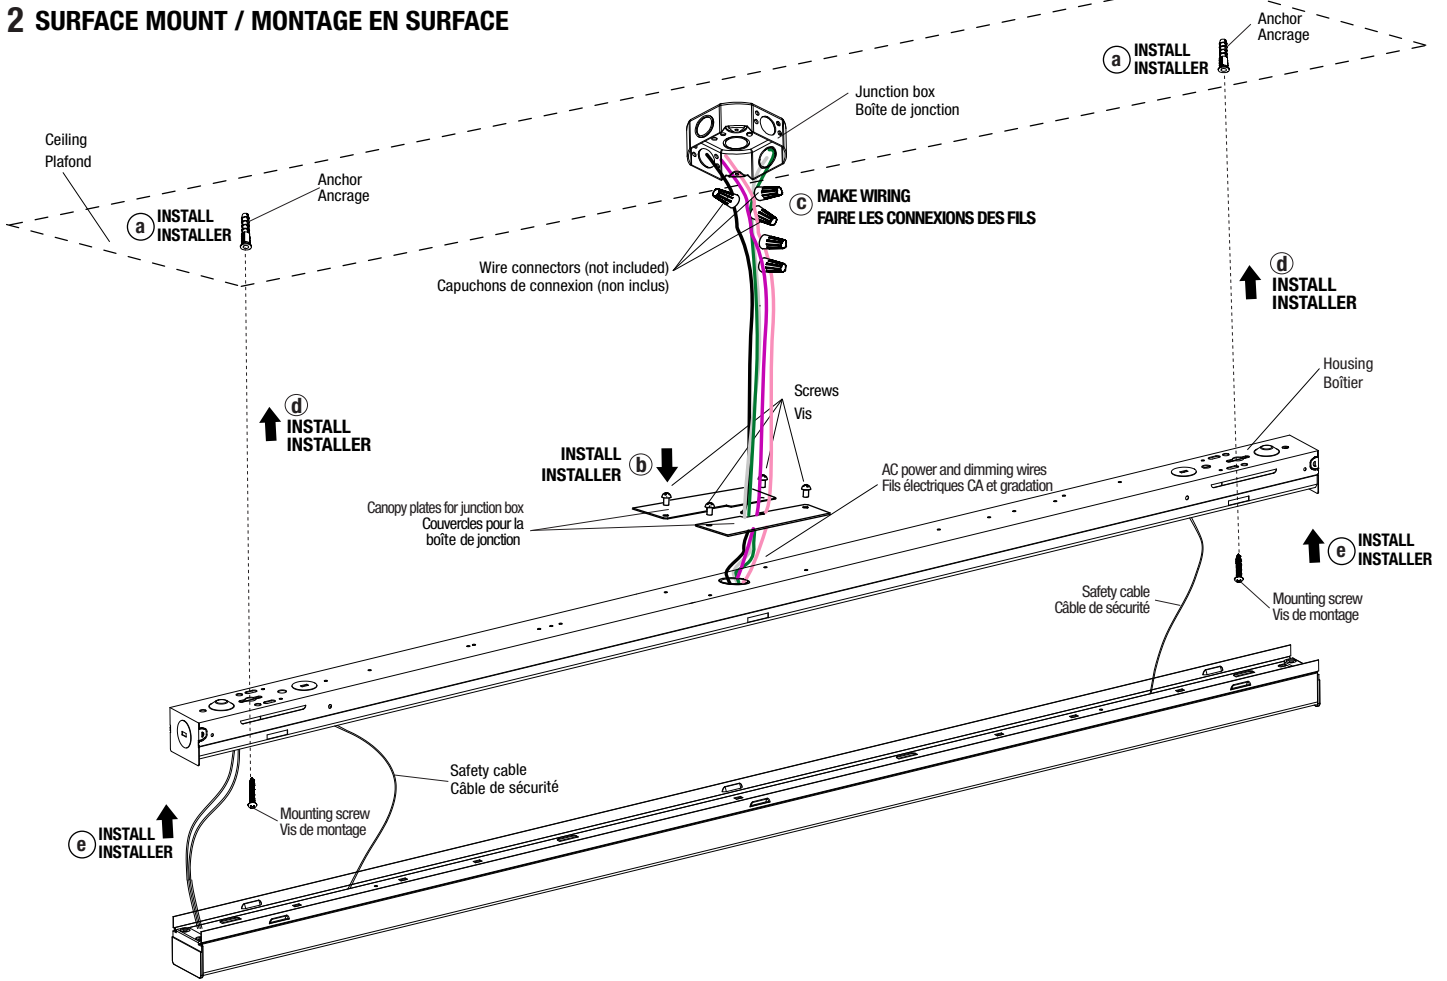 2 SURFACE MOUNT / MONTAGE EN SURFACE
Anchor
Ancrage
a INSTALL
INSTALLER
Junction box
Boîte de jonction
Ceiling
Plafond
Anchor
Ancrage
a INSTALL
INSTALLER
c MAKE WIRING
FAIRE LES CONNEXIONS DES FILS
Wire connectors (not included)
Capuchons de connexion (non inclus)
d
INSTALL
INSTALLER
Housing
Boîtier
Screws
Vis
d
INSTALL
INSTALLER
INSTALL
INSTALLER b
AC power and dimming wires
Fils électriques CA et gradation
Canopy plates for junction box
Couvercles pour la
boîte de jonction
e INSTALL
INSTALLER
Safety cable
Câble de sécurité
Mounting screw
Vis de montage
Safety cable
Câble de sécurité
Mounting screw
Vis de montage
e INSTALL
INSTALLER